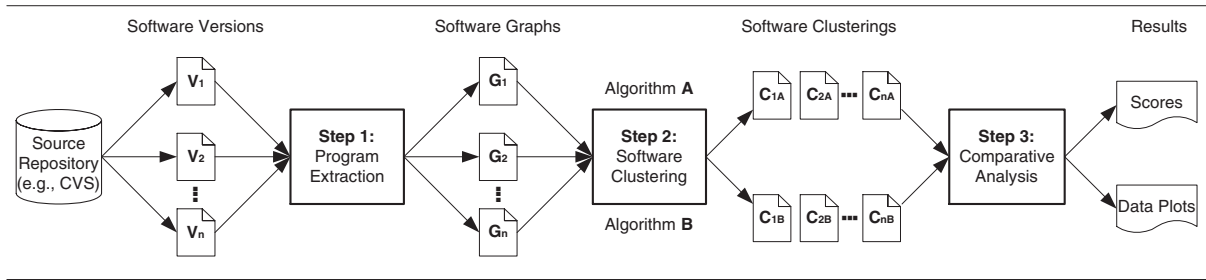 Software Versions
Software Graphs
Software Clusterings
Results
Source
Repository
(e.g., CVS)
V1
V2
Vn
Step 1:
Program
Extraction
G1
G2
Gn
Algorithm A
Step 2:
Software
Clustering
Algorithm B
C1A
C2A
CnA
C1B
C2B
CnB
Step 3:
Comparative
Analysis
Scores
Data Plots